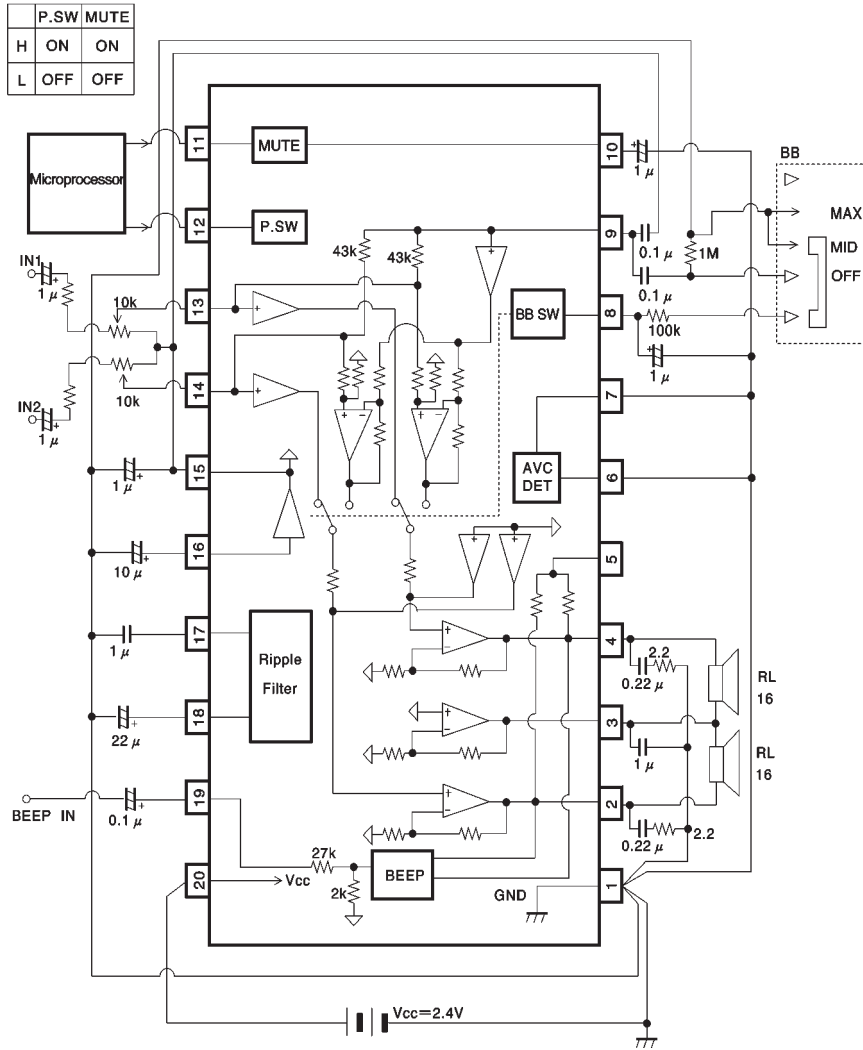 P.SW MUTE
H ON ON
L OFF OFF
Microprocessor
11
MUTE
10
+
1 μ
BB
MAX
MID
OFF
12
P.SW
9
0.1 μ
1M
0.1 μ
43k
43k
IN1
+
1 μ
10k
13
+
BB SW
8
100k
+
1 μ
14
+
10k
IN2
+
1 μ
+ −
+ −
7
AVC
DET
6
15
1 μ
+
16
10 μ
+
+
+
5
17
1 μ
Ripple
Filter
+
−
4
2.2
0.22 μ
RL
16
18
22 μ
+
+
−
3
1 μ
RL
16
19
BEEP IN
0.1 μ
+
+
−
2
0.22 μ
2.2
27k
2k
BEEP
20
Vcc
GND
1
Vcc=2.4V